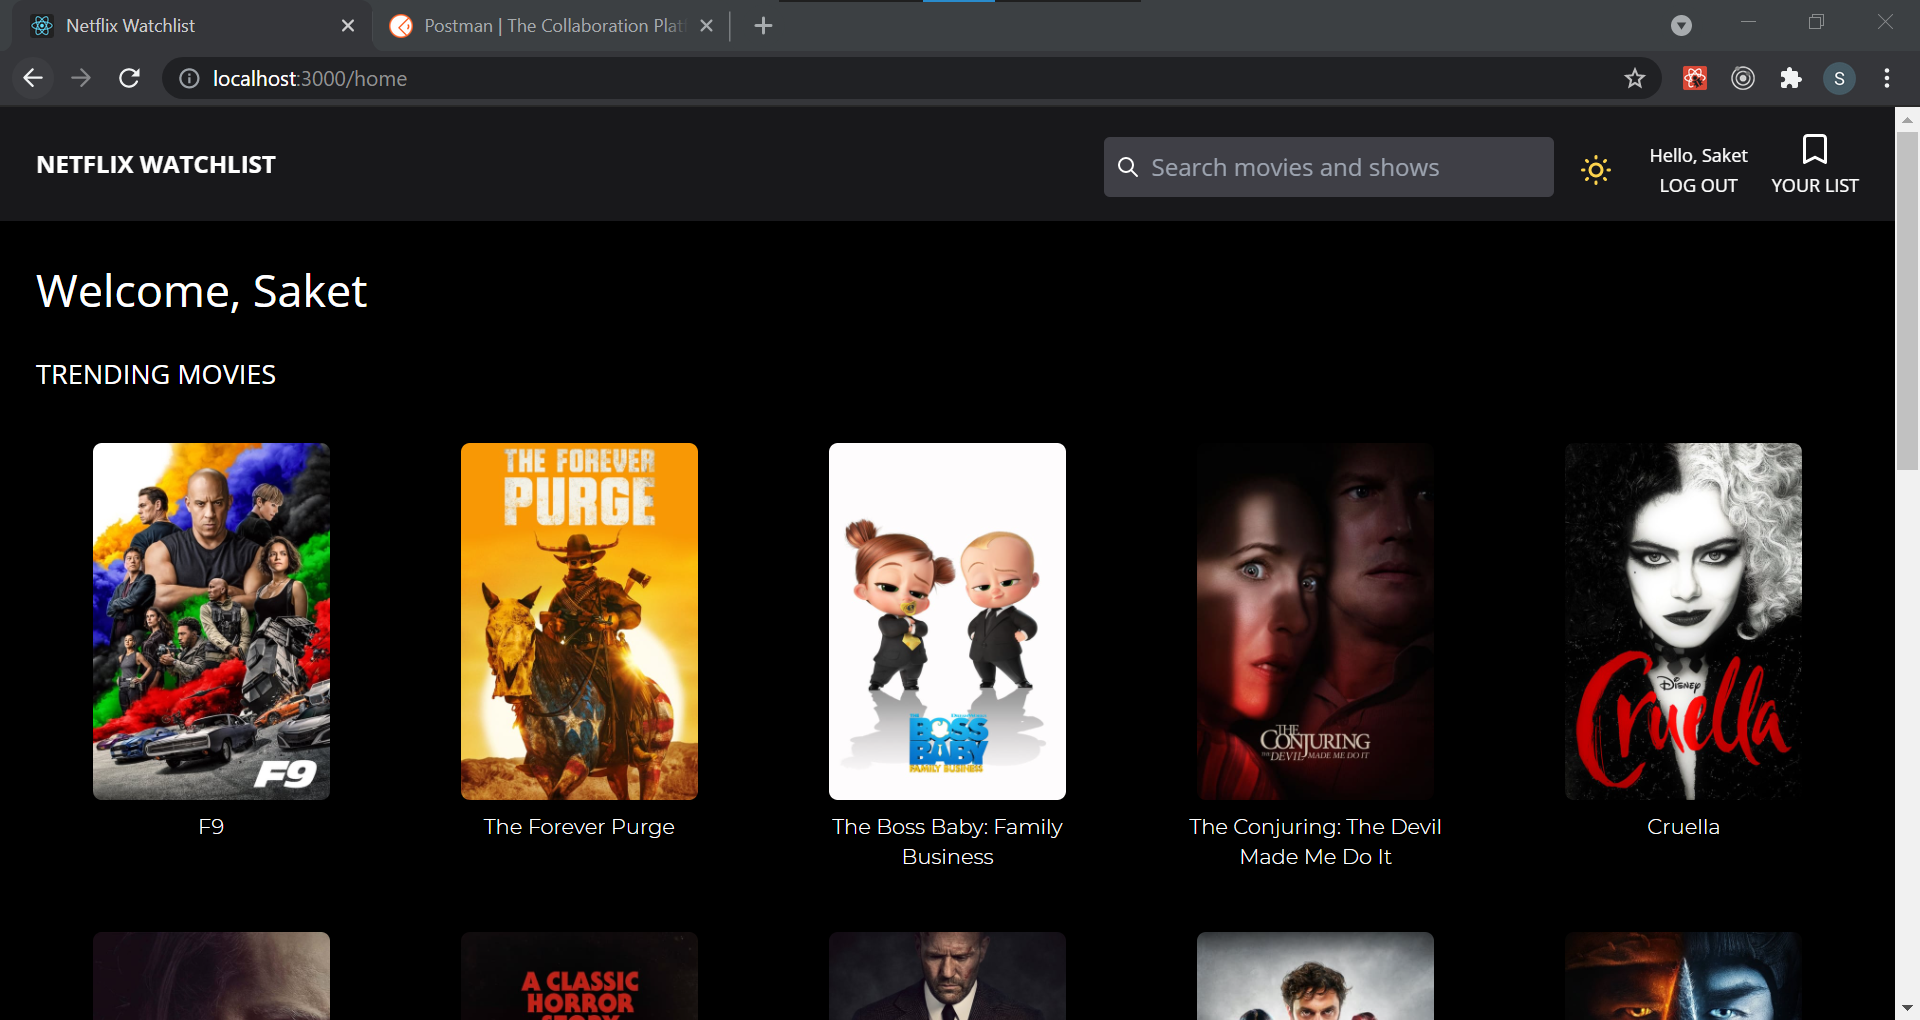 Netflix Watchlist
Postman | The Collaboration Plat
localhost:3000/home
S
NETFLIX WATCHLIST
Search movies and shows
Hello, Saket
LOG OUT
YOUR LIST
Welcome, Saket
TRENDING MOVIES
F9
THE FOREVER
PURGE
THE
BOSS
BABY
FAMILY BUSINESS
THE
CONJURING
THE DEVIL MADE ME DO IT
DISNEY
Cruella
F9
The Forever Purge
The Boss Baby: Family
Business
The Conjuring: The Devil
Made Me Do It
Cruella
A CLASSIC
HORROR
STORY